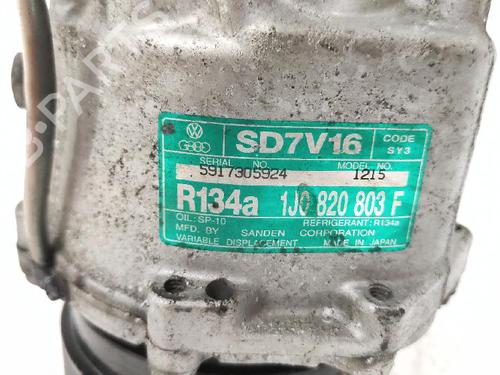 SD7V16
CODE
SY3
SERIAL NO.
MODEL NO.
5917305924
1215
R134a 1J0 820 803 F
OIL: SP-10
REFRIGERANT: R134a
MFD. BY SANDEN CORPORATION
VARIABLE DISPLACEMENT MADE IN JAPAN